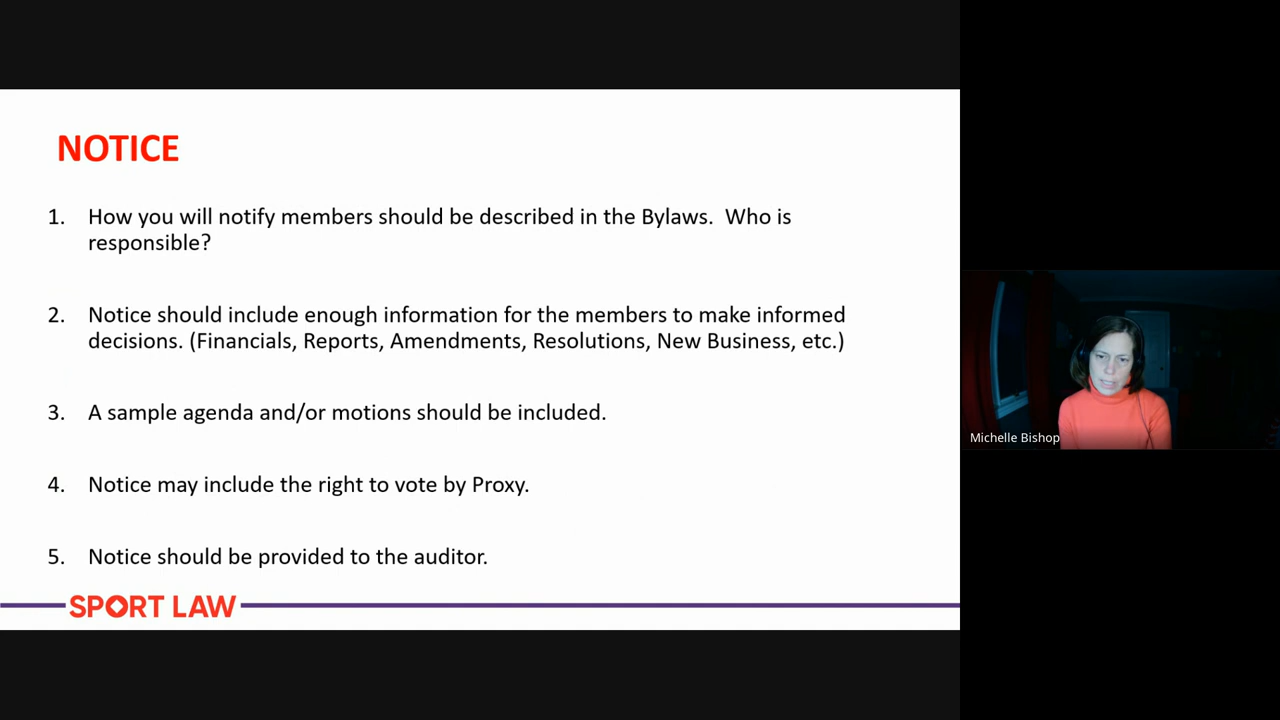 NOTICE
1. How you will notify members should be described in the Bylaws.  Who is
responsible?
2. Notice should include enough information for the members to make informed
decisions. (Financials, Reports, Amendments, Resolutions, New Business, etc.)
3. A sample agenda and/or motions should be included.
4. Notice may include the right to vote by Proxy.
5. Notice should be provided to the auditor.
SPORT LAW
Michelle Bishop